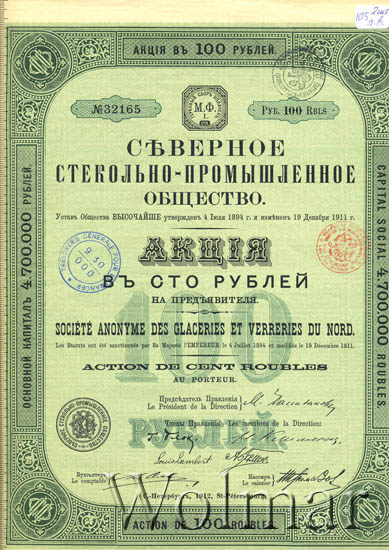 АКЦІЯ ВЪ 100 РУБЛЕЙ.
№32165
М.Ф.
I.
Руб. 100 Rbls
СѢВЕРНОЕ
СТЕКОЛЬНО-ПРОМЫШЛЕННОЕ
ОБЩЕСТВО.
Уставъ Общества ВЫСОЧАЙШЕ утвержденъ 4 Іюля 1894 г. и измѣненъ 19 Декабря 1911 г.
АКЦІЯ
ВЪ СТО РУБЛЕЙ
НА ПРЕДЪЯВИТЕЛЯ.
SOCIÉTÉ ANONYME DES GLACERIES ET VERRERIES DU NORD.
Les Statuts ont été sanctionnés par Sa Majesté l'EMPEREUR le 4 Juillet 1894 et modifiés le 19 Décembre 1911.
ACTION DE CENT ROUBLES
AU PORTEUR.
100
РУБЛЕЙ.
Предсѣдатель Правленія
Le Président de la Direction:
Члены Правленія: Les membres de la Direction:
Бухгалтеръ
Le comptable
Кассиръ
Le caissier
С.-Петербургъ, 1912, St-Pétersbourg.
ACTION DE 100 ROUBLES
ОСНОВНОЙ КАПИТАЛЪ 4.700.000 РУБЛЕЙ.
CAPITAL SOCIAL 4.700.000 ROUBLES
Wolmar